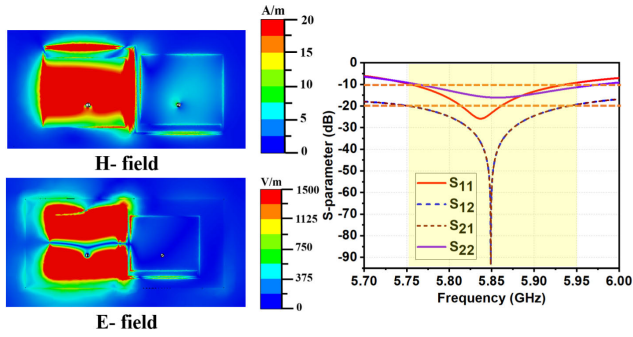 A/m
20
15
10
5
0
H- field
V/m
1500
1125
750
375
0
E- field
S-parameter (dB)
0
-10
-20
-30
-40
-50
-60
-70
-80
-90
S11
S12
S21
S22
5.70 5.75 5.80 5.85 5.90 5.95 6.00
Frequency (GHz)